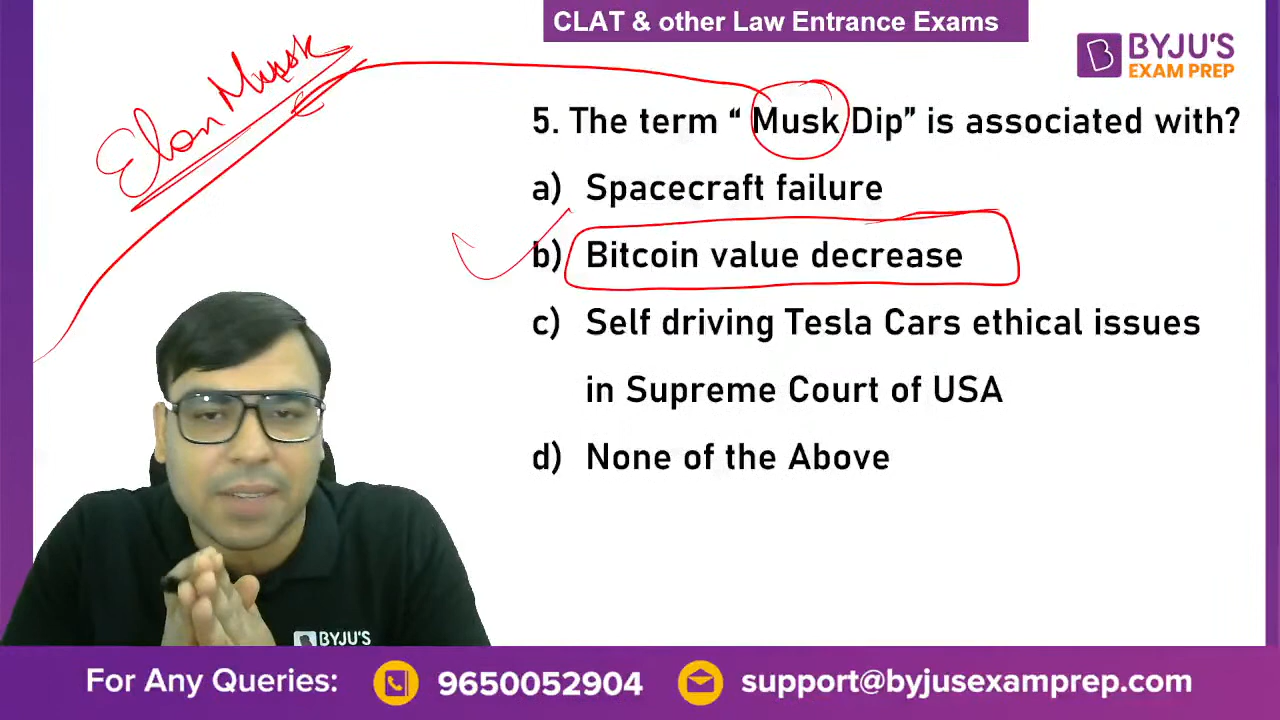 CLAT & other Law Entrance Exams
BYJU'S
EXAM PREP
Elon Musk
5. The term “ Musk Dip” is associated with?
a) Spacecraft failure
b) Bitcoin value decrease
c) Self driving Tesla Cars ethical issues
in Supreme Court of USA
d) None of the Above
BYJU'S
For Any Queries: 9650052904 support@byjusexamprep.com